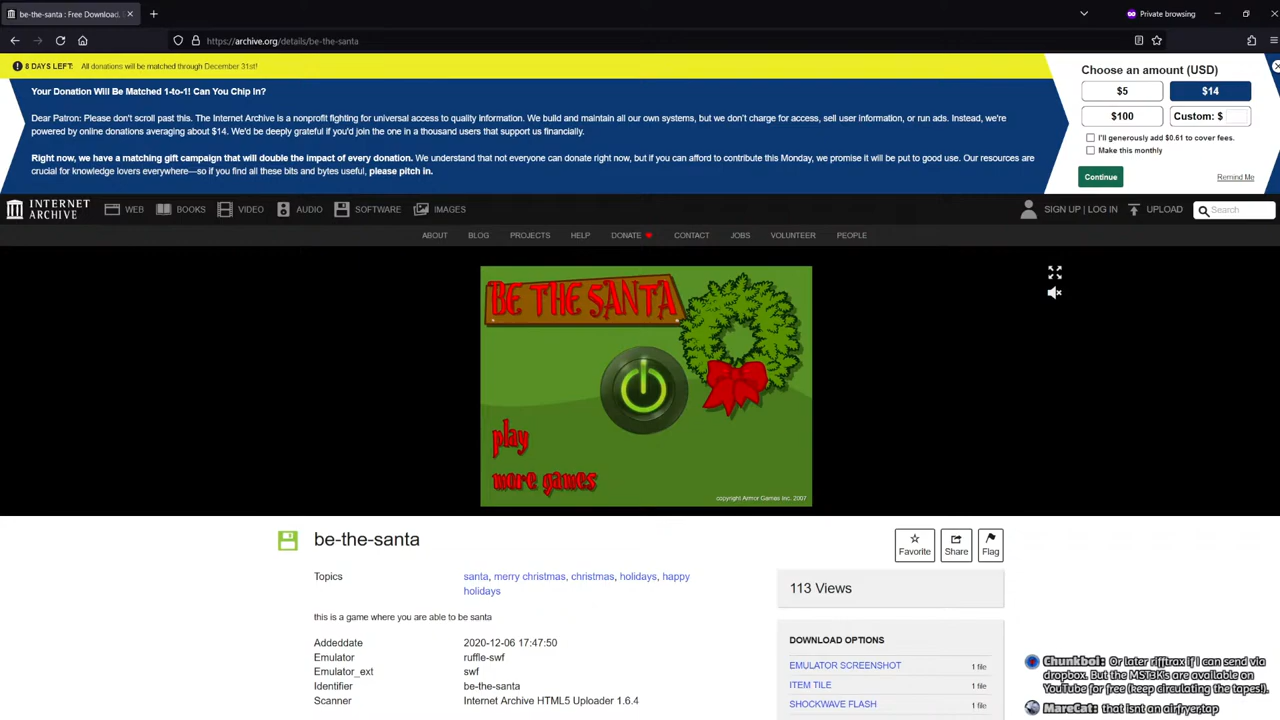 be-the-santa : Free Download,
Private browsing
https://archive.org/details/be-the-santa
8 DAYS LEFT: All donations will be matched through December 31st!
Your Donation Will Be Matched 1-to-1! Can You Chip In?
Dear Patron: Please don't scroll past this. The Internet Archive is a nonprofit fighting for universal access to quality information. We build and maintain all our own systems, but we don't charge for access, sell user information, or run ads. Instead, we're
powered by online donations averaging about $14. We'd be deeply grateful if you'd join the one in a thousand users that support us financially.
Right now, we have a matching gift campaign that will double the impact of every donation. We understand that not everyone can donate right now, but if you can afford to contribute this Monday, we promise it will be put to good use. Our resources are
crucial for knowledge lovers everywhere—so if you find all these bits and bytes useful, please pitch in.
Choose an amount (USD)
$5
$14
$100
Custom: $
I'll generously add $0.61 to cover fees.
Make this monthly
Continue
Remind Me
INTERNET
ARCHIVE
WEB BOOKS VIDEO AUDIO SOFTWARE IMAGES
SIGN UP | LOG IN UPLOAD Search
ABOUT BLOG PROJECTS HELP DONATE CONTACT JOBS VOLUNTEER PEOPLE
BE THE SANTA
play
more games
copyright Armor Games Inc. 2007
be-the-santa
Favorite
Share
Flag
Topics santa, merry christmas, christmas, holidays, happy
holidays
this is a game where you are able to be santa
Addeddate 2020-12-06 17:47:50
Emulator ruffle-swf
Emulator_ext swf
Identifier be-the-santa
Scanner Internet Archive HTML5 Uploader 1.6.4
113 Views
DOWNLOAD OPTIONS
EMULATOR SCREENSHOT 1 file
ITEM TILE 1 file
SHOCKWAVE FLASH 1 file
Chunkbot: Or later rifftrax if I can send via
dropbox. But the MST3K's are available on
YouTube for free (keep circulating the tapes!).
MareCat: that isnt an airfryer,tap